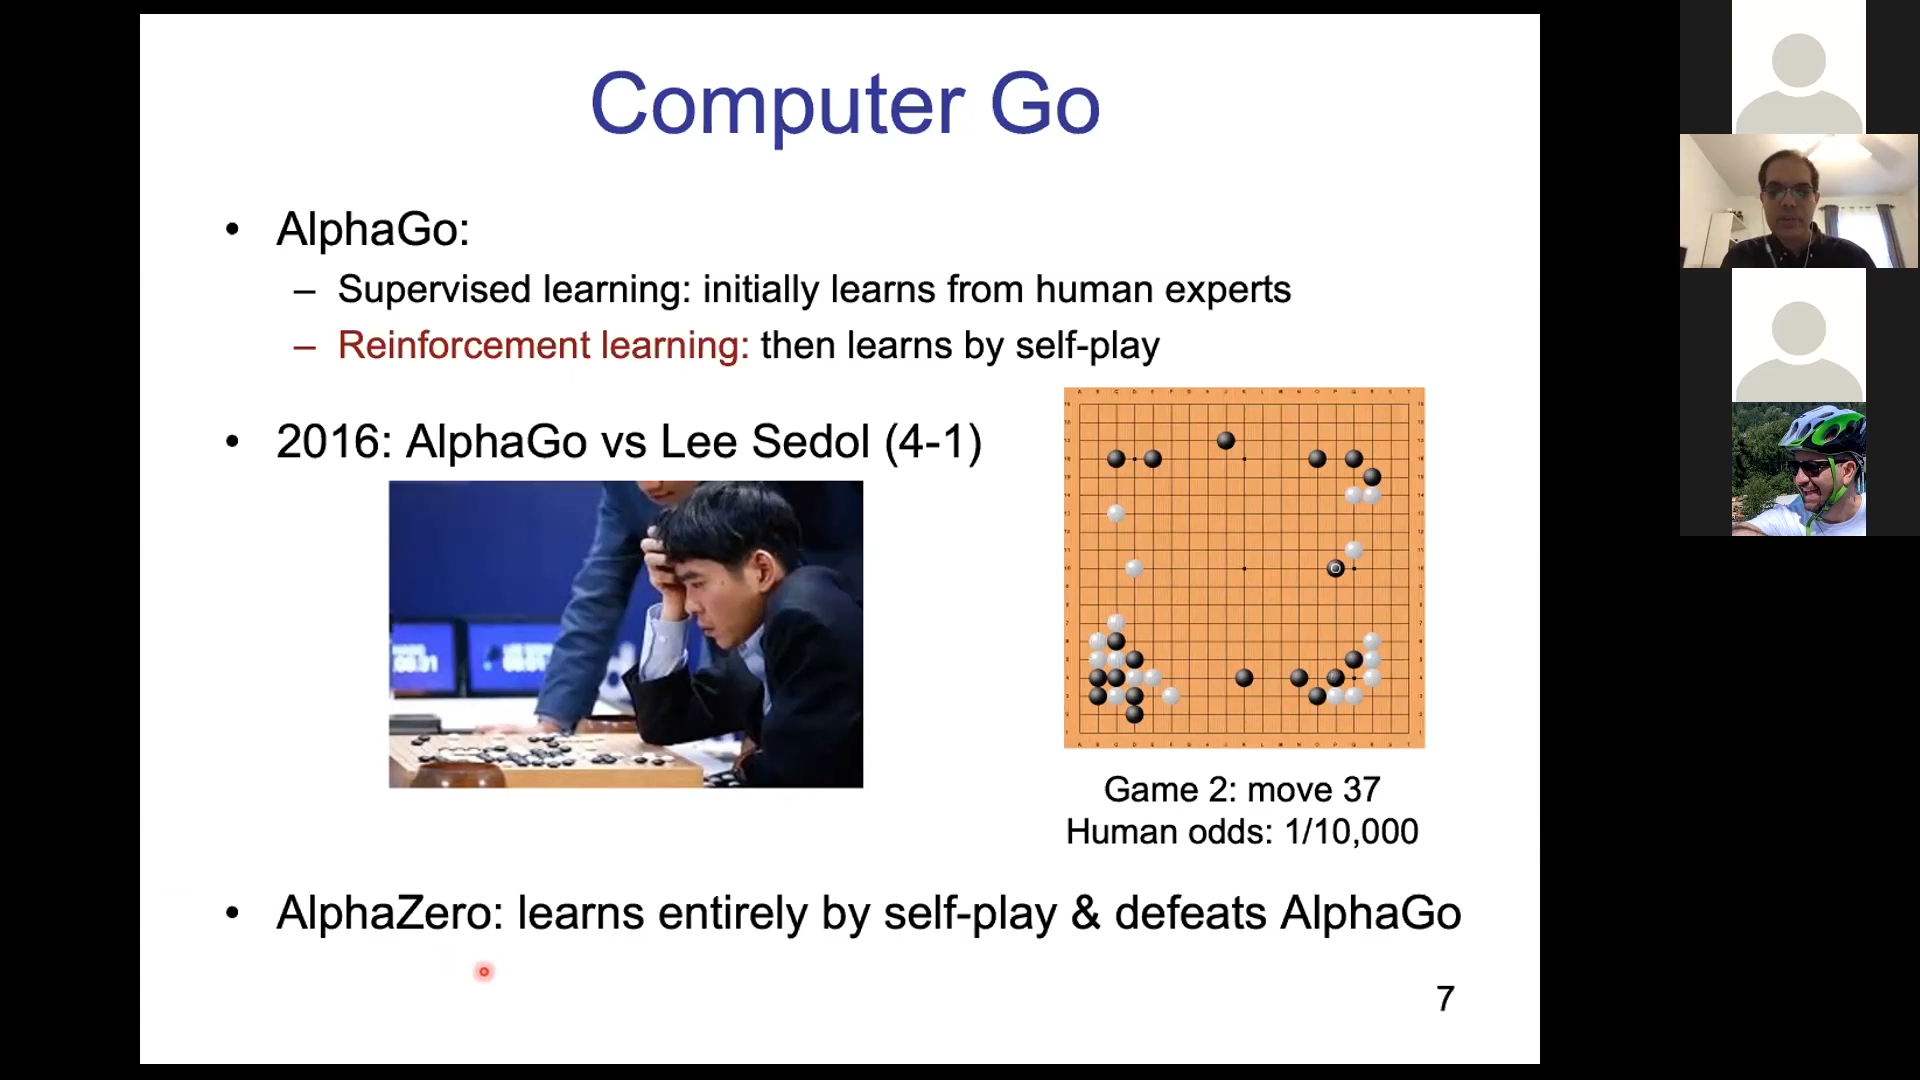 Computer Go
• AlphaGo:
– Supervised learning: initially learns from human experts
– Reinforcement learning: then learns by self-play
• 2016: AlphaGo vs Lee Sedol (4-1)
Game 2: move 37
Human odds: 1/10,000
• AlphaZero: learns entirely by self-play & defeats AlphaGo
7